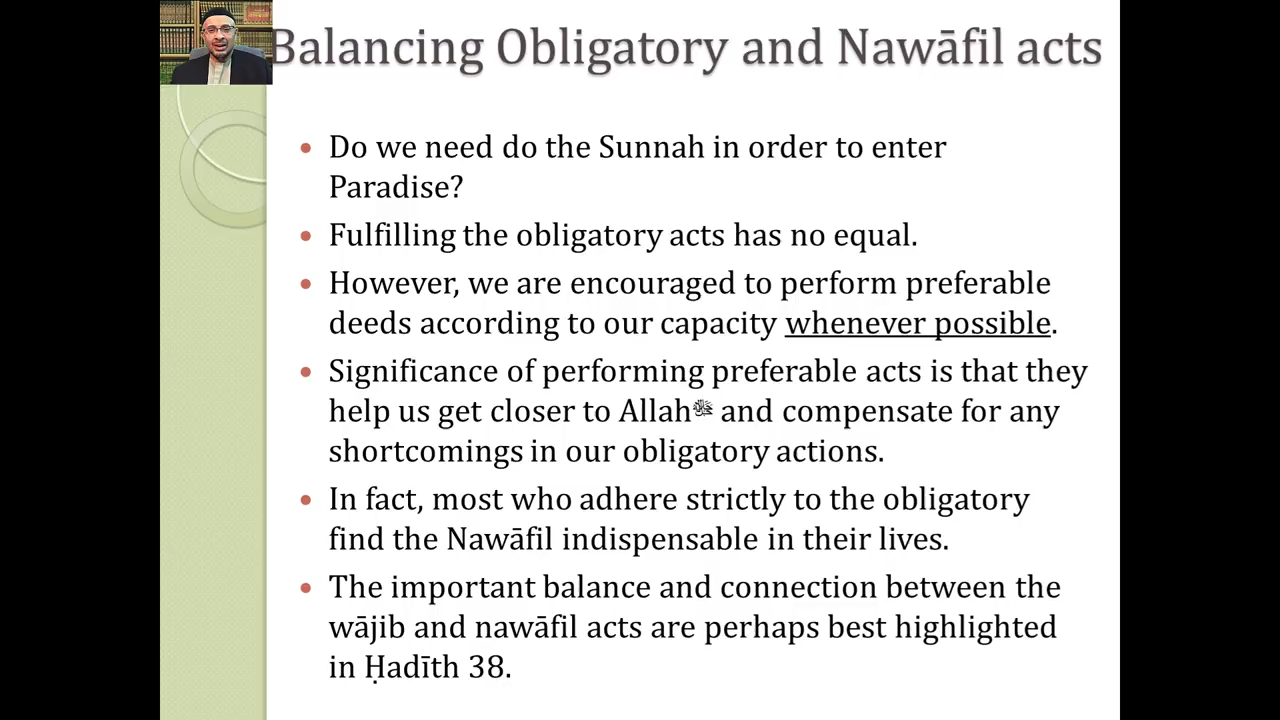 Balancing Obligatory and Nawāfil acts
• Do we need do the Sunnah in order to enter
Paradise?
• Fulfilling the obligatory acts has no equal.
• However, we are encouraged to perform preferable
deeds according to our capacity whenever possible.
• Significance of performing preferable acts is that they
help us get closer to Allah and compensate for any
shortcomings in our obligatory actions.
• In fact, most who adhere strictly to the obligatory
find the Nawāfil indispensable in their lives.
• The important balance and connection between the
wājib and nawāfil acts are perhaps best highlighted
in Ḥadīth 38.